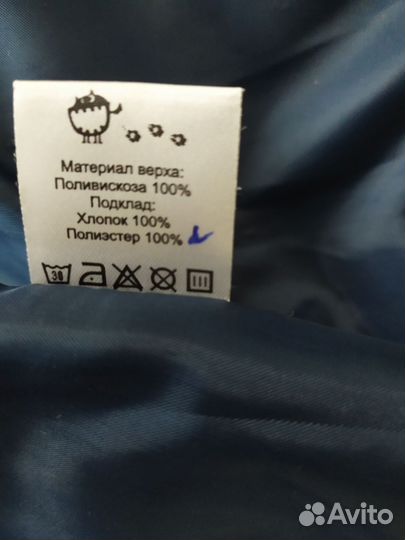 Материал верха:
Поливискоза 100%
Подклад:
Хлопок 100%
Полиэстер 100%
30
Avito